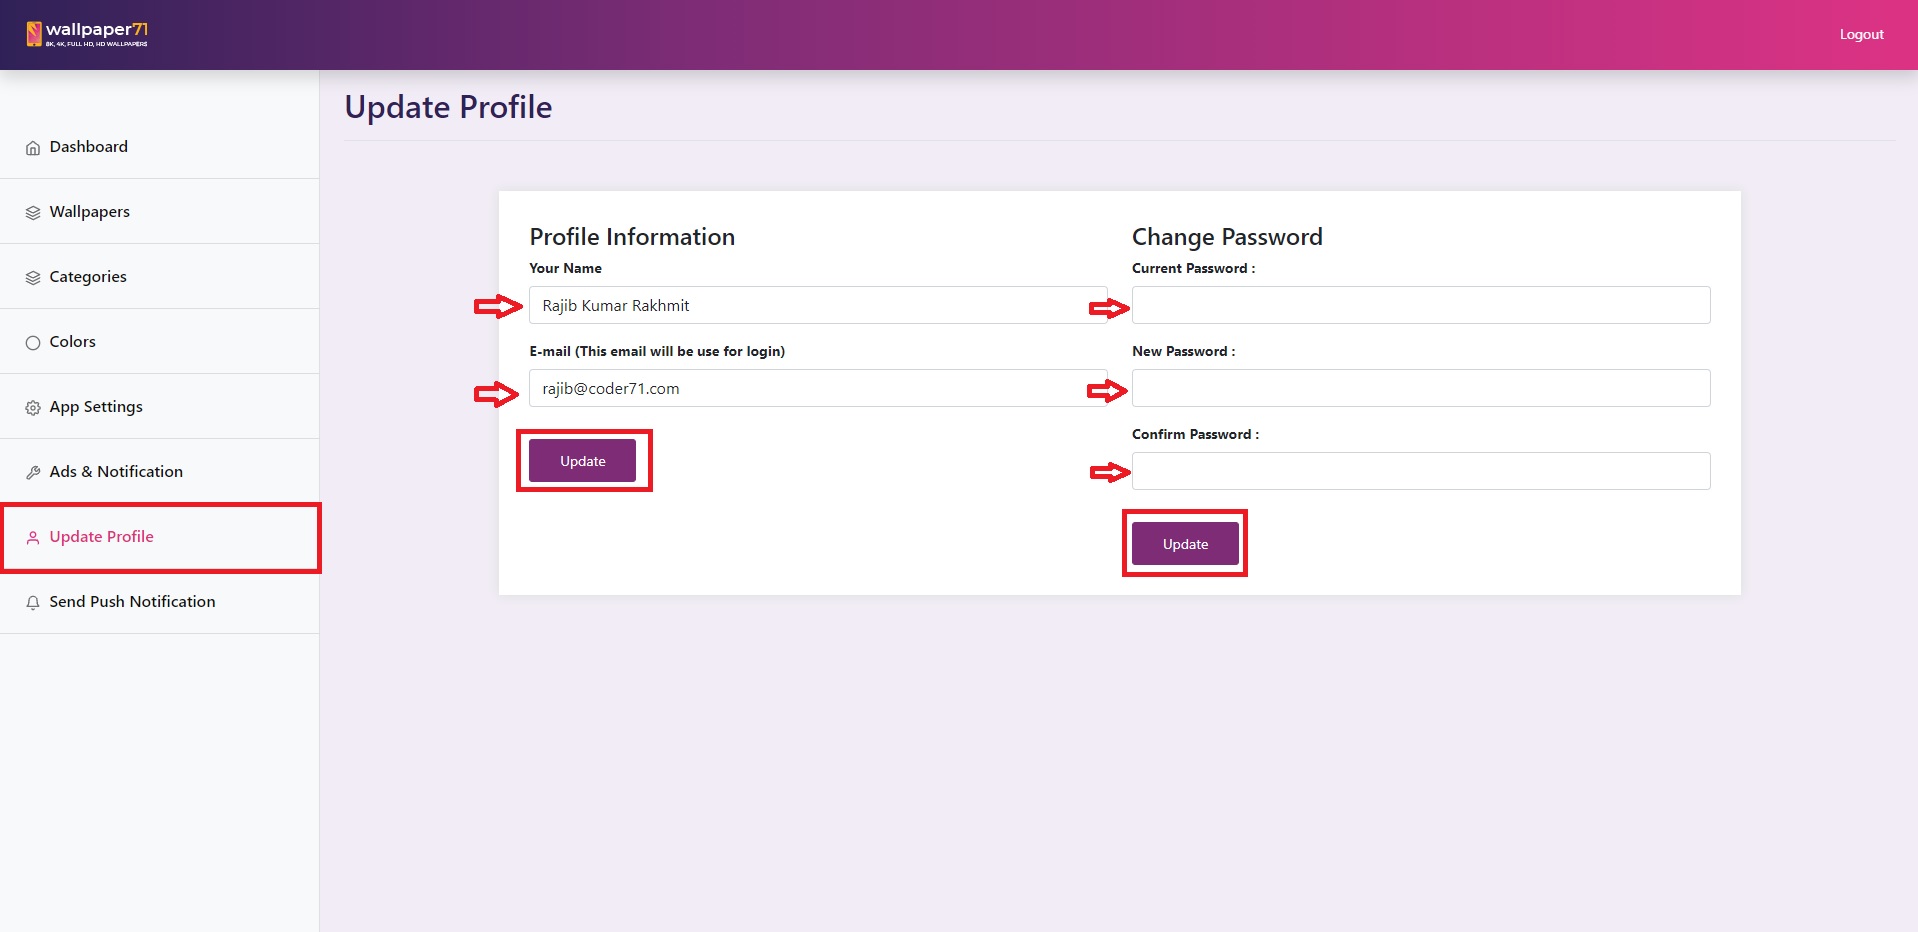 wallpaper71
8K, 4K, FULL HD, HD WALLPAPERS
Logout
Dashboard
Wallpapers
Categories
Colors
App Settings
Ads & Notification
Update Profile
Send Push Notification
Update Profile
Profile Information
Your Name
Rajib Kumar Rakhmit
E-mail (This email will be use for login)
rajib@coder71.com
Update
Change Password
Current Password :
New Password :
Confirm Password :
Update